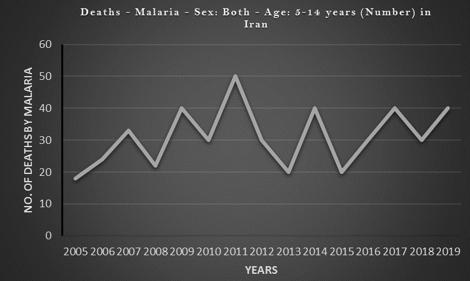 Deaths - Malaria - Sex: Both - Age: 5-14 years (Number) in
Iran
60
50
40
30
20
10
0
NO. OF DEATHS BY MALARIA
2005 2006 2007 2008 2009 2010 2011 2012 2013 2014 2015 2016 2017 2018 2019
YEARS